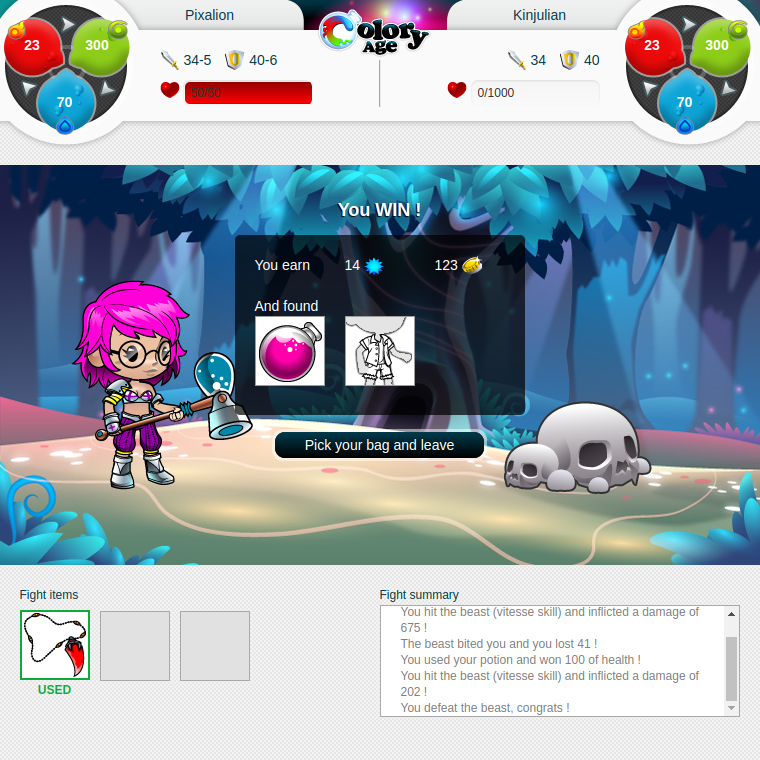 Pixalion
Kinjulian
Colory
Age
23
300
70
34-5
40-6
50/50
34
40
0/1000
23
300
70
You WIN !
You earn
14
123
And found
Pick your bag and leave
Fight items
USED
Fight summary
You hit the beast (vitesse skill) and inflicted a damage of
675 !
The beast bited you and you lost 41 !
You used your potion and won 100 of health !
You hit the beast (vitesse skill) and inflicted a damage of
202 !
You defeat the beast, congrats !